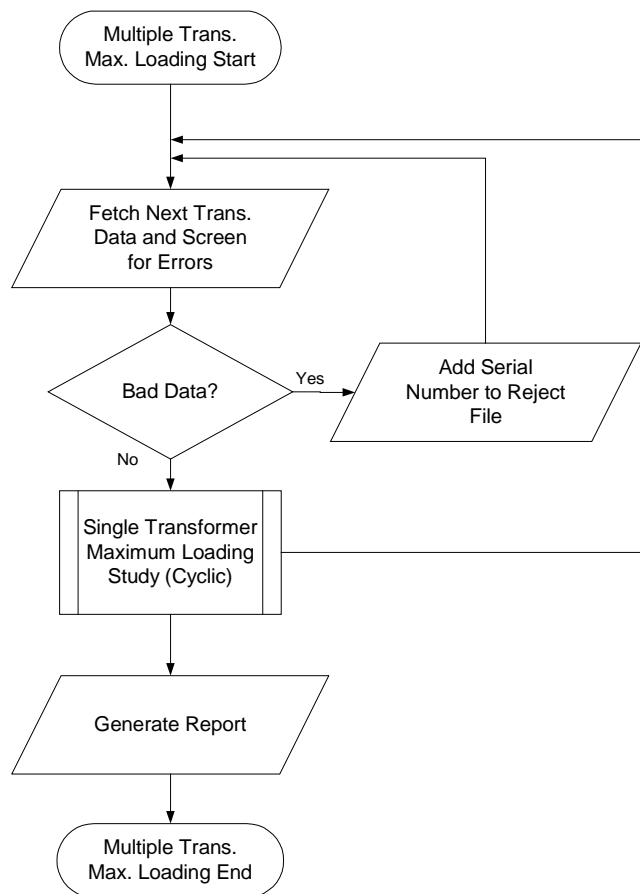 Multiple Trans.
Max. Loading Start
Fetch Next Trans.
Data and Screen
for Errors
Bad Data?
Yes
Add Serial
Number to Reject
File
No
Single Transformer
Maximum Loading
Study (Cyclic)
Generate Report
Multiple Trans.
Max. Loading End